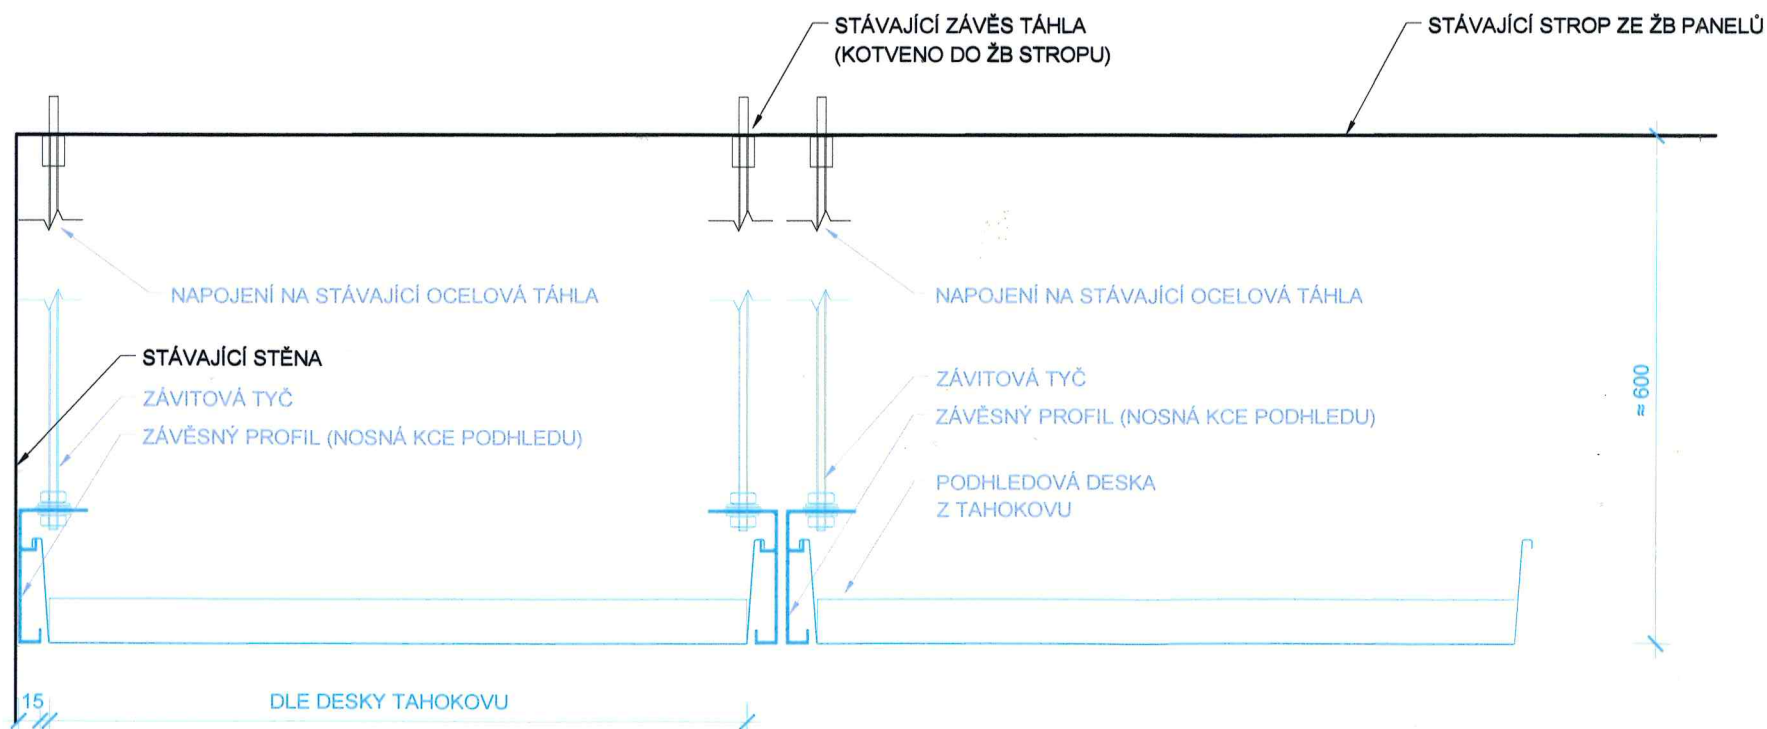 STÁVAJÍCÍ ZÁVĚS TÁHLA
(KOTVENO DO ŽB STROPU)
STÁVAJÍCÍ STROP ZE ŽB PANELŮ
NAPOJENÍ NA STÁVAJÍCÍ OCELOVÁ TÁHLA
NAPOJENÍ NA STÁVAJÍCÍ OCELOVÁ TÁHLA
STÁVAJÍCÍ STĚNA
ZÁVITOVÁ TYČ
ZÁVĚSNÝ PROFIL (NOSNÁ KCE PODHLEDU)
ZÁVITOVÁ TYČ
ZÁVĚSNÝ PROFIL (NOSNÁ KCE PODHLEDU)
PODHLEDOVÁ DESKA
Z TAHOKOVU
≈ 600
15
DLE DESKY TAHOKOVU